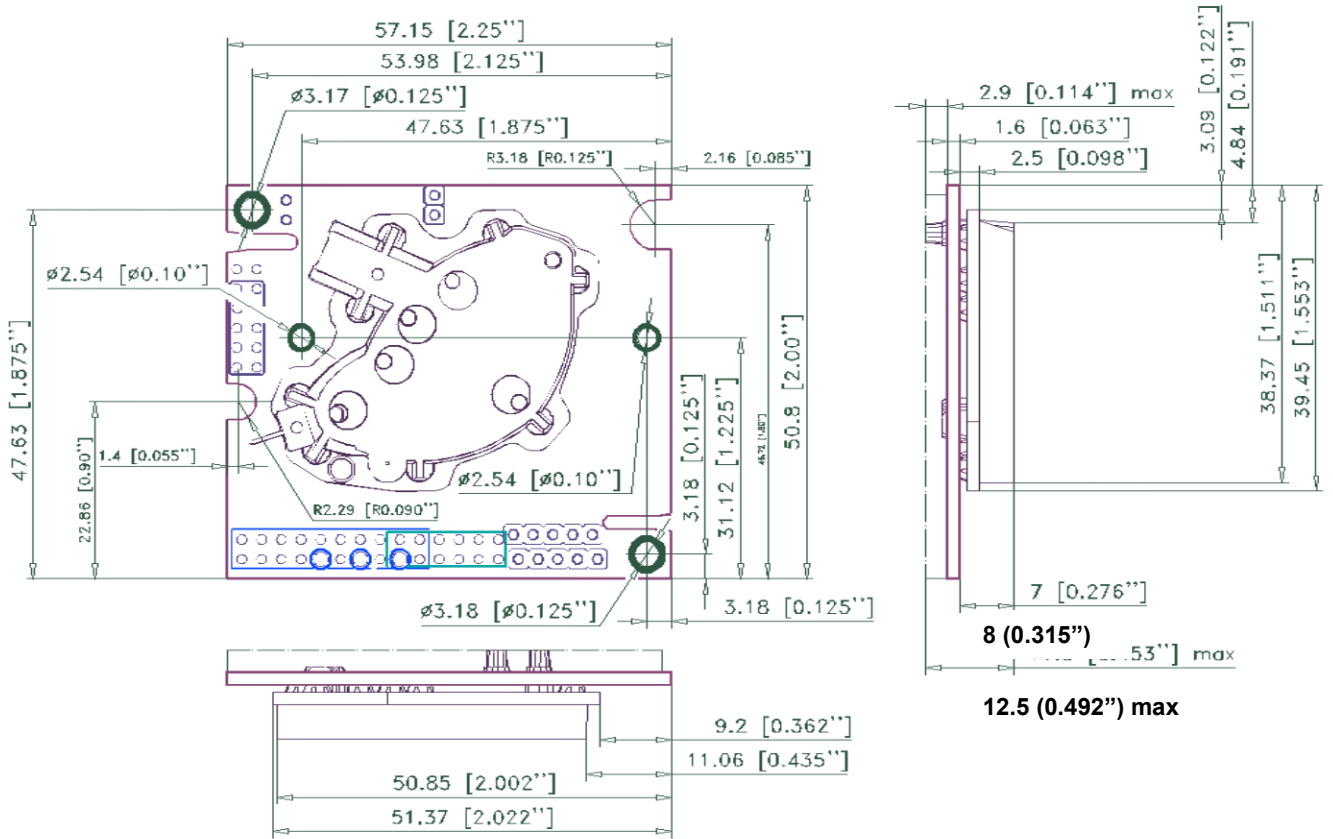 57.15 [2.25'']
53.98 [2.125'']
ø3.17 [ø0.125'']
47.63 [1.875'']
R3.18 [R0.125'']
2.16 [0.085'']
2.9 [0.114''] max
1.6 [0.063'']
2.5 [0.098'']
3.09 [0.122'']
4.84 [0.191'']
ø2.54 [ø0.10'']
47.63 [1.875'']
22.86 [0.90'']
1.4 [0.055'']
R2.29 [R0.090'']
ø2.54 [ø0.10'']
3.18 [0.125'']
31.12 [1.225'']
50.8 [2.00'']
38.37 [1.511'']
39.45 [1.553'']
ø3.18 [ø0.125'']
3.18 [0.125'']
7 [0.276'']
8 (0.315”)
53''] max
12.5 (0.492”) max
9.2 [0.362'']
11.06 [0.435'']
50.85 [2.002'']
51.37 [2.022'']